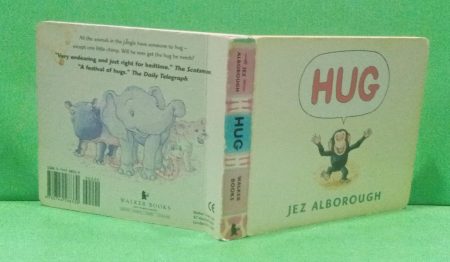 All the animals in the jungle have someone to hug –
except one little chimp. Will he ever get the hug he needs?
"Very endearing and just right for bedtime." The Scotsman
"A festival of hugs." The Daily Telegraph
WALKER BOOKS
JEZ
ALBOROUGH
HUG
WALKER
BOOKS
HUG
JEZ ALBOROUGH